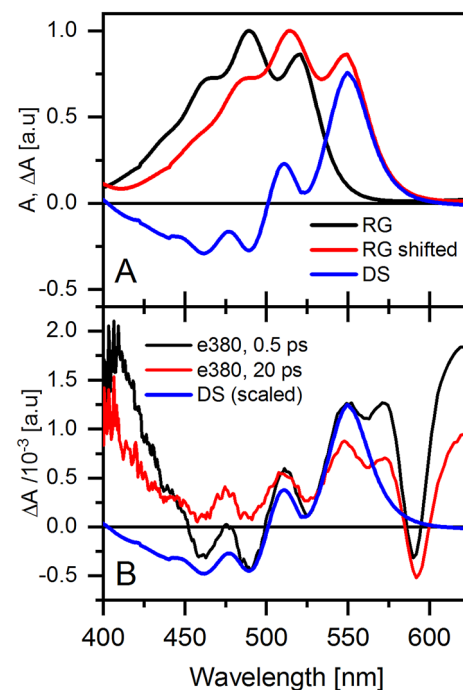 1.0
0.5
0.0
-0.5
A, ΔA [a.u]
A
RG
RG shifted
DS
2.0
1.5
1.0
0.5
0.0
-0.5
ΔA /10⁻³ [a.u]
e380, 0.5 ps
e380, 20 ps
DS (scaled)
B
400 450 500 550 600
Wavelength [nm]